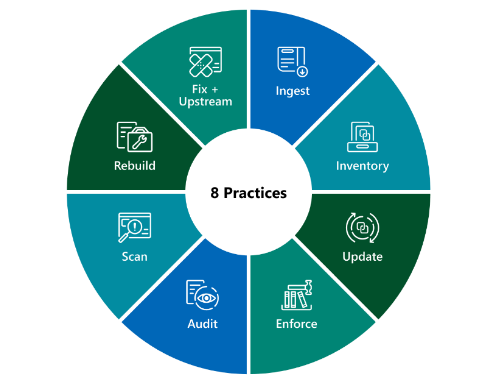 Fix +
Upstream
Ingest
Rebuild
Inventory
8 Practices
Scan
Update
Audit
Enforce